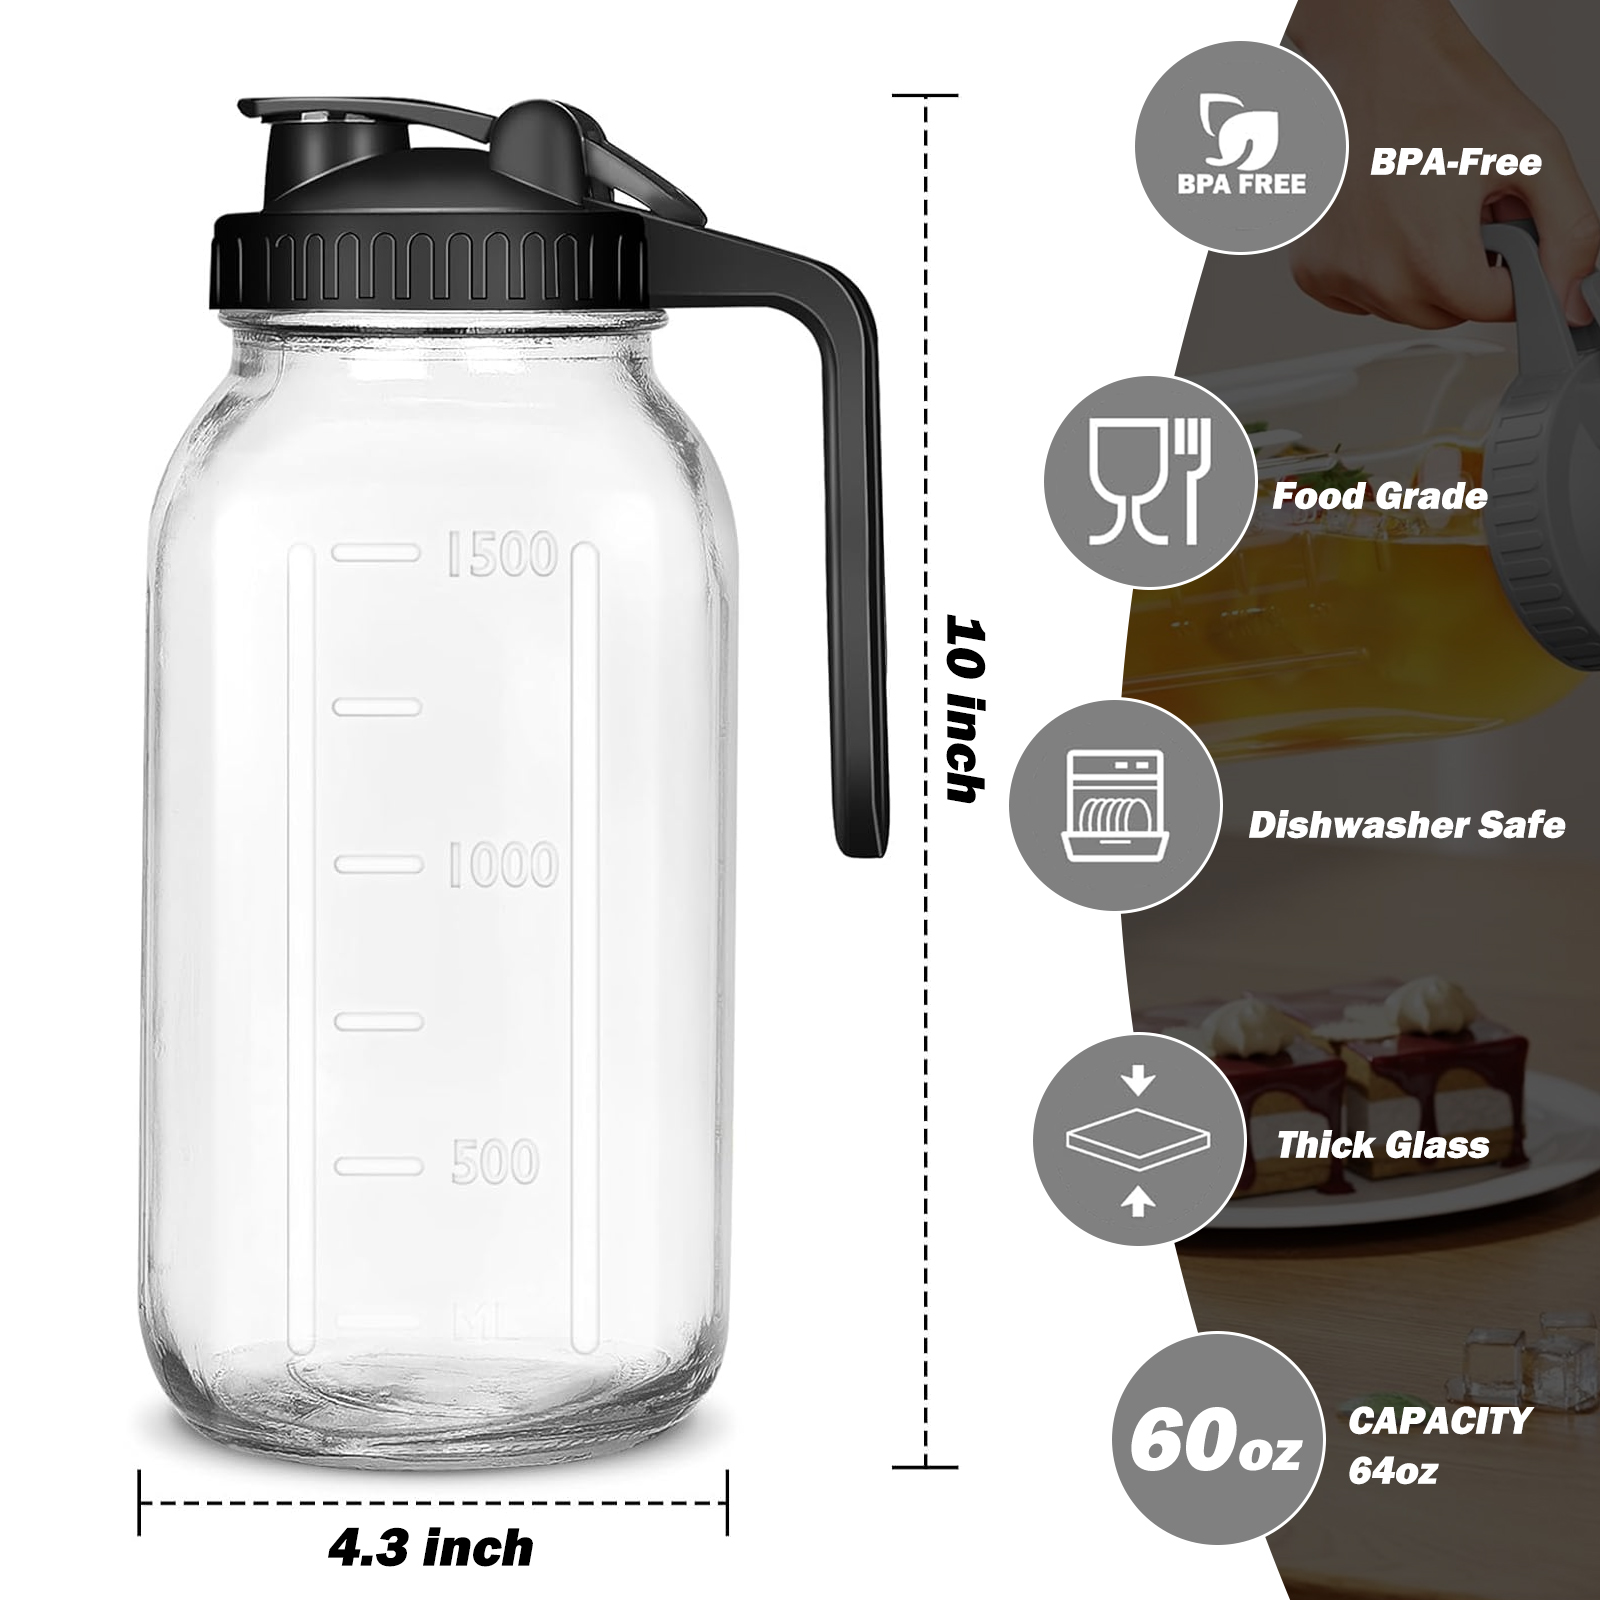 BPA FREE
BPA-Free
1500
Food Grade
10 inch
Dishwasher Safe
1000
Thick Glass
500
ML
60oz
CAPACITY
64oz
4.3 inch